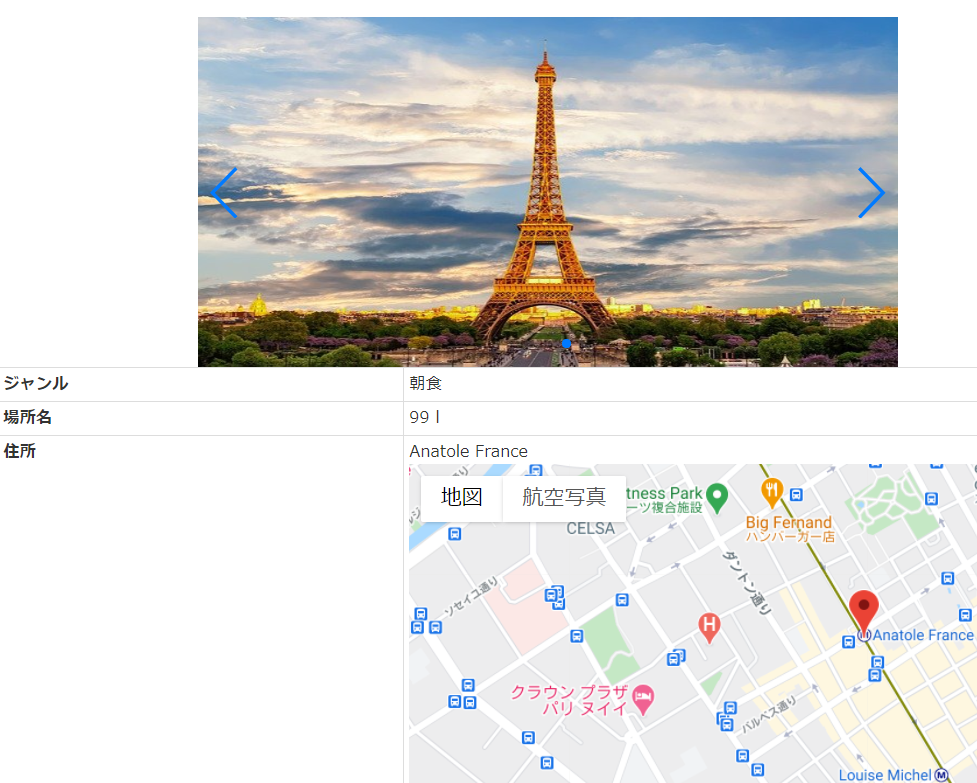 ジャンル
朝食
場所名
99 l
住所
Anatole France
地図
航空写真
tness Park
ーツ複合施設
CELSA
Big Fernand
ハンバーガー店
ダントン通り
ソセイユ通り
H
Anatole France
クラウン プラザ
パリ ヌイイ
バルベス通り
Louise Michel
M